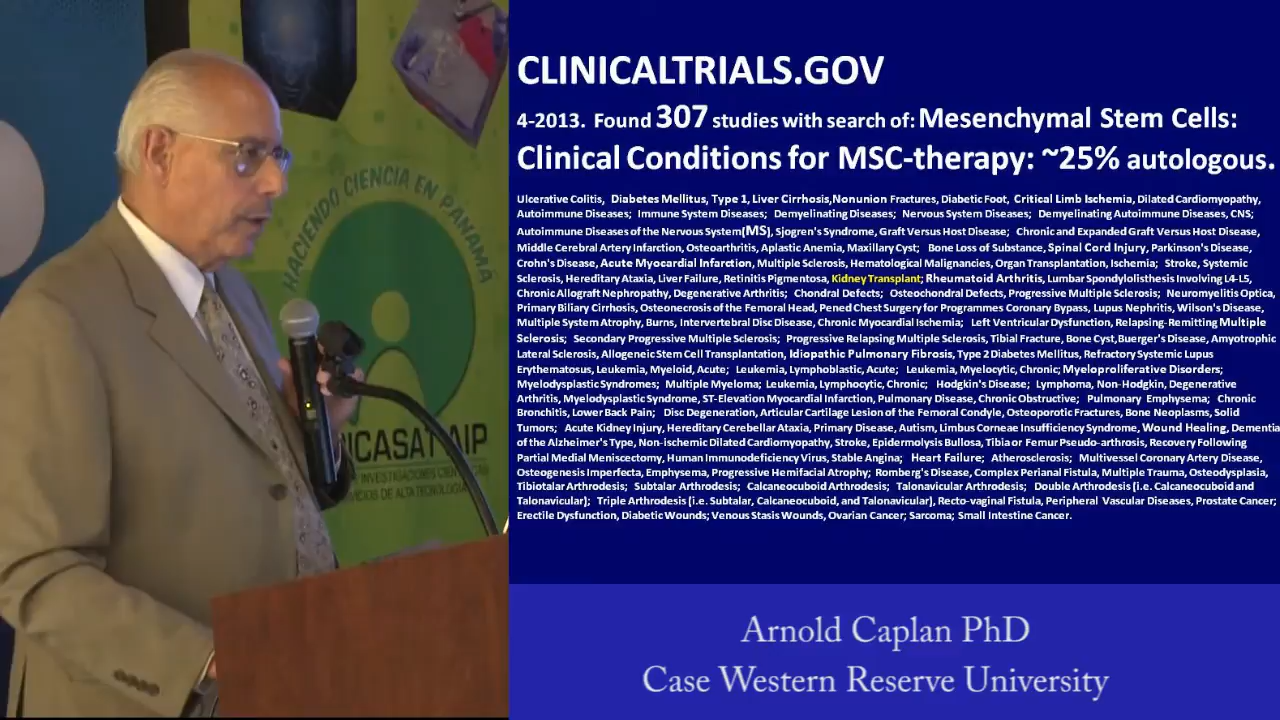 HACIENDO CIENCIA EN PANAMÁ
NICASAT AIP
INVESTIGACIONES
SERVICIOS DE ALTA TECNOLOGÍA
CLINICALTRIALS.GOV
4-2013. Found 307 studies with search of: Mesenchymal Stem Cells:
Clinical Conditions for MSC-therapy: ~25% autologous.
Ulcerative Colitis, Diabetes Mellitus, Type 1, Liver Cirrhosis,Nonunion Fractures, Diabetic Foot, Critical Limb Ischemia, Dilated Cardiomyopathy,
Autoimmune Diseases; Immune System Diseases; Demyelinating Diseases; Nervous System Diseases; Demyelinating Autoimmune Diseases, CNS;
Autoimmune Diseases of the Nervous System(MS), Sjogren's Syndrome, Graft Versus Host Disease; Chronic and Expanded Graft Versus Host Disease,
Middle Cerebral Artery Infarction, Osteoarthritis, Aplastic Anemia, Maxillary Cyst; Bone Loss of Substance, Spinal Cord Injury, Parkinson's Disease,
Crohn's Disease, Acute Myocardial Infarction, Multiple Sclerosis, Hematological Malignancies, Organ Transplantation, Ischemia; Stroke, Systemic
Sclerosis, Hereditary Ataxia, Liver Failure, Retinitis Pigmentosa, Kidney Transplant; Rheumatoid Arthritis, Lumbar Spondylolisthesis Involving L4-L5,
Chronic Allograft Nephropathy, Degenerative Arthritis; Chondral Defects; Osteochondral Defects, Progressive Multiple Sclerosis; Neuromyelitis Optica,
Primary Biliary Cirrhosis, Osteonecrosis of the Femoral Head, Pened Chest Surgery for Programmes Coronary Bypass, Lupus Nephritis, Wilson's Disease,
Multiple System Atrophy, Burns, Intervertebral Disc Disease, Chronic Myocardial Ischemia; Left Ventricular Dysfunction, Relapsing-Remitting Multiple
Sclerosis; Secondary Progressive Multiple Sclerosis; Progressive Relapsing Multiple Sclerosis, Tibial Fracture, Bone Cyst,Buerger's Disease, Amyotrophic
Lateral Sclerosis, Allogeneic Stem Cell Transplantation, Idiopathic Pulmonary Fibrosis, Type 2 Diabetes Mellitus, Refractory Systemic Lupus
Erythematosus, Leukemia, Myeloid, Acute; Leukemia, Lymphoblastic, Acute; Leukemia, Myelocytic, Chronic; Myeloproliferative Disorders;
Myelodysplastic Syndromes; Multiple Myeloma; Leukemia, Lymphocytic, Chronic; Hodgkin's Disease; Lymphoma, Non-Hodgkin, Degenerative
Arthritis, Myelodysplastic Syndrome, ST-Elevation Myocardial Infarction, Pulmonary Disease, Chronic Obstructive; Pulmonary Emphysema; Chronic
Bronchitis, Lower Back Pain; Disc Degeneration, Articular Cartilage Lesion of the Femoral Condyle, Osteoporotic Fractures, Bone Neoplasms, Solid
Tumors; Acute Kidney Injury, Hereditary Cerebellar Ataxia, Primary Disease, Autism, Limbus Corneae Insufficiency Syndrome, Wound Healing, Dementia
of the Alzheimer's Type, Non-ischemic Dilated Cardiomyopathy, Stroke, Epidermolysis Bullosa, Tibia or Femur Pseudo-arthrosis, Recovery Following
Partial Medial Meniscectomy, Human Immunodeficiency Virus, Stable Angina; Heart Failure; Atherosclerosis; Multivessel Coronary Artery Disease,
Osteogenesis Imperfecta, Emphysema, Progressive Hemifacial Atrophy; Romberg's Disease, Complex Perianal Fistula, Multiple Trauma, Osteodysplasia,
Tibiotalar Arthrodesis; Subtalar Arthrodesis; Calcaneocuboid Arthrodesis; Talonavicular Arthrodesis; Double Arthrodesis (i.e. Calcaneocuboid and
Talonavicular); Triple Arthrodesis (i.e. Subtalar, Calcaneocuboid, and Talonavicular), Recto-vaginal Fistula, Peripheral Vascular Diseases, Prostate Cancer;
Erectile Dysfunction, Diabetic Wounds; Venous Stasis Wounds, Ovarian Cancer; Sarcoma; Small Intestine Cancer.
Arnold Caplan PhD
Case Western Reserve University